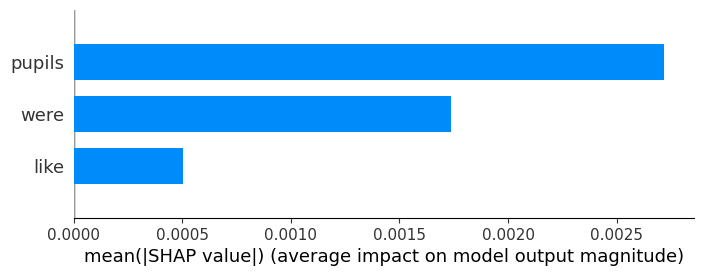 pupils
were
like
0.0000 0.0005 0.0010 0.0015 0.0020 0.0025
mean(|SHAP value|) (average impact on model output magnitude)